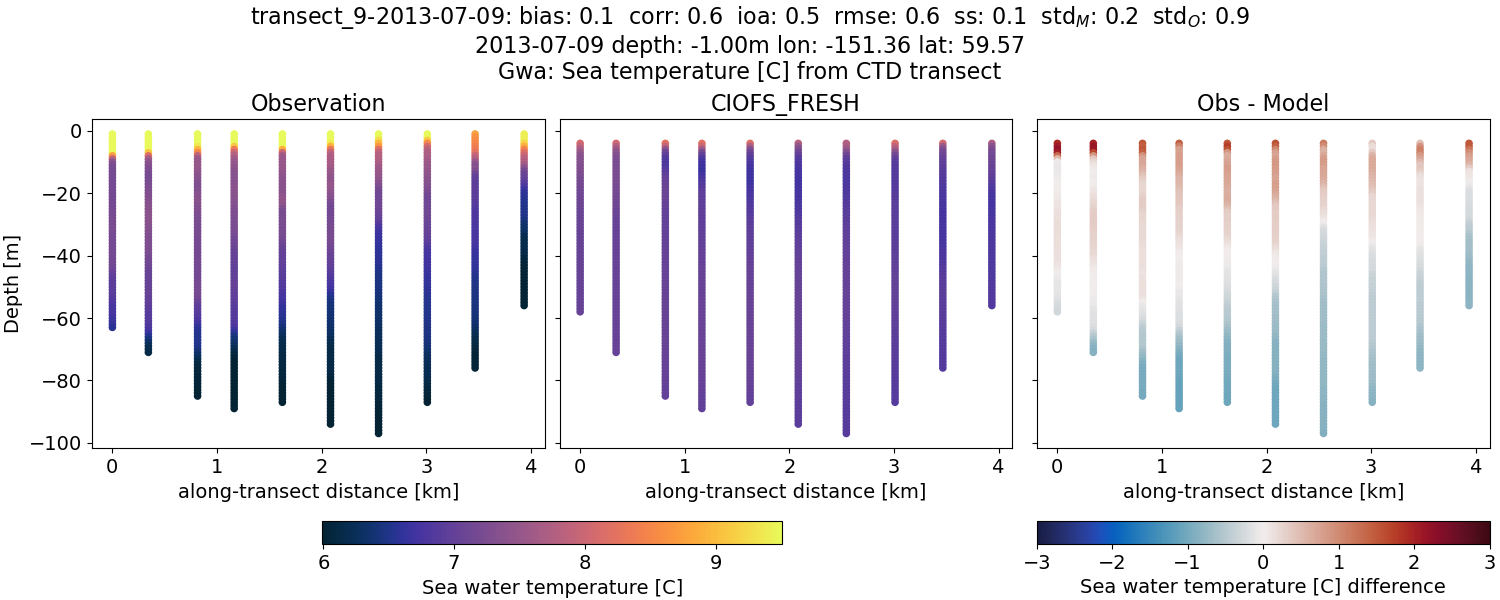 transect_9-2013-07-09: bias: 0.1  corr: 0.6  ioa: 0.5  rmse: 0.6  ss: 0.1  std_M: 0.2  std_O: 0.9
2013-07-09 depth: -1.00m lon: -151.36 lat: 59.57
Gwa: Sea temperature [C] from CTD transect
Observation
CIOFS_FRESH
Obs - Model
Depth [m]
0
−20
−40
−60
−80
−100
0 1 2 3 4
0 1 2 3 4
0 1 2 3 4
along-transect distance [km]
along-transect distance [km]
along-transect distance [km]
6 7 8 9
Sea water temperature [C]
−3 −2 −1 0 1 2 3
Sea water temperature [C] difference